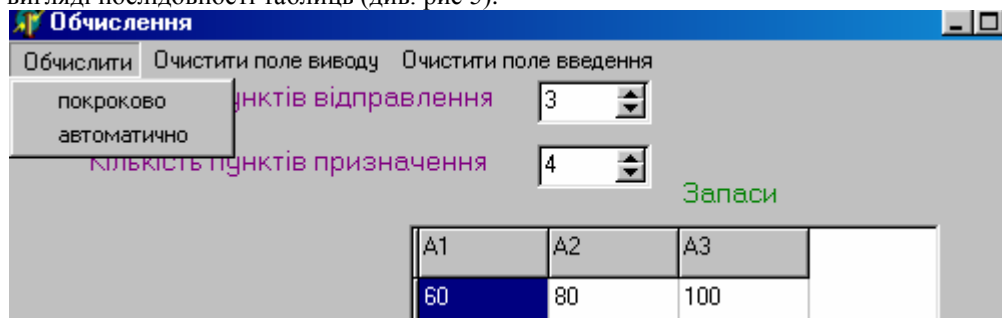 вигляді послідовності таблиць (див. рис 3).
Обчислення
Обчислити Очистити поле виводу Очистити поле введення
покроково
автоматично
унктів відправлення 3
Кількість пунктів призначення 4
Запаси
A1 A2 A3
60 80 100